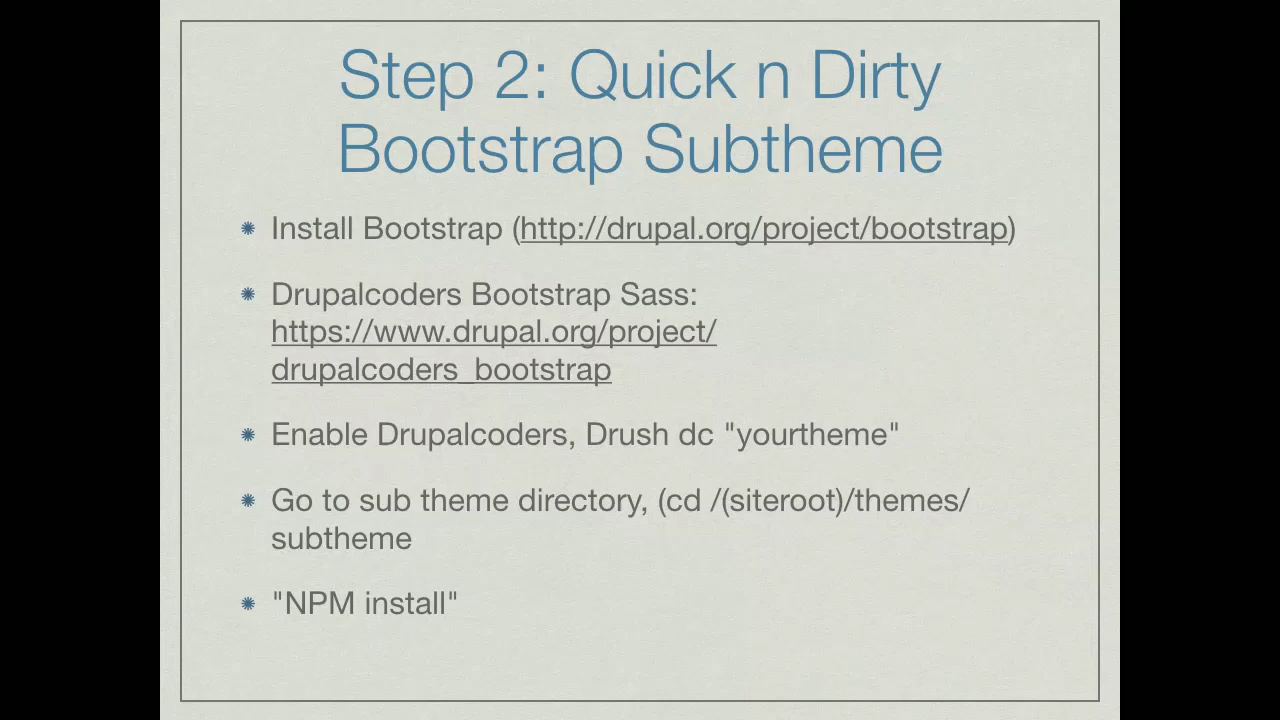 Step 2: Quick n Dirty
Bootstrap Subtheme
Install Bootstrap (http://drupal.org/project/bootstrap)
Drupalcoders Bootstrap Sass:
https://www.drupal.org/project/
drupalcoders_bootstrap
Enable Drupalcoders, Drush dc "yourtheme"
Go to sub theme directory, (cd /(siteroot)/themes/
subtheme
"NPM install"